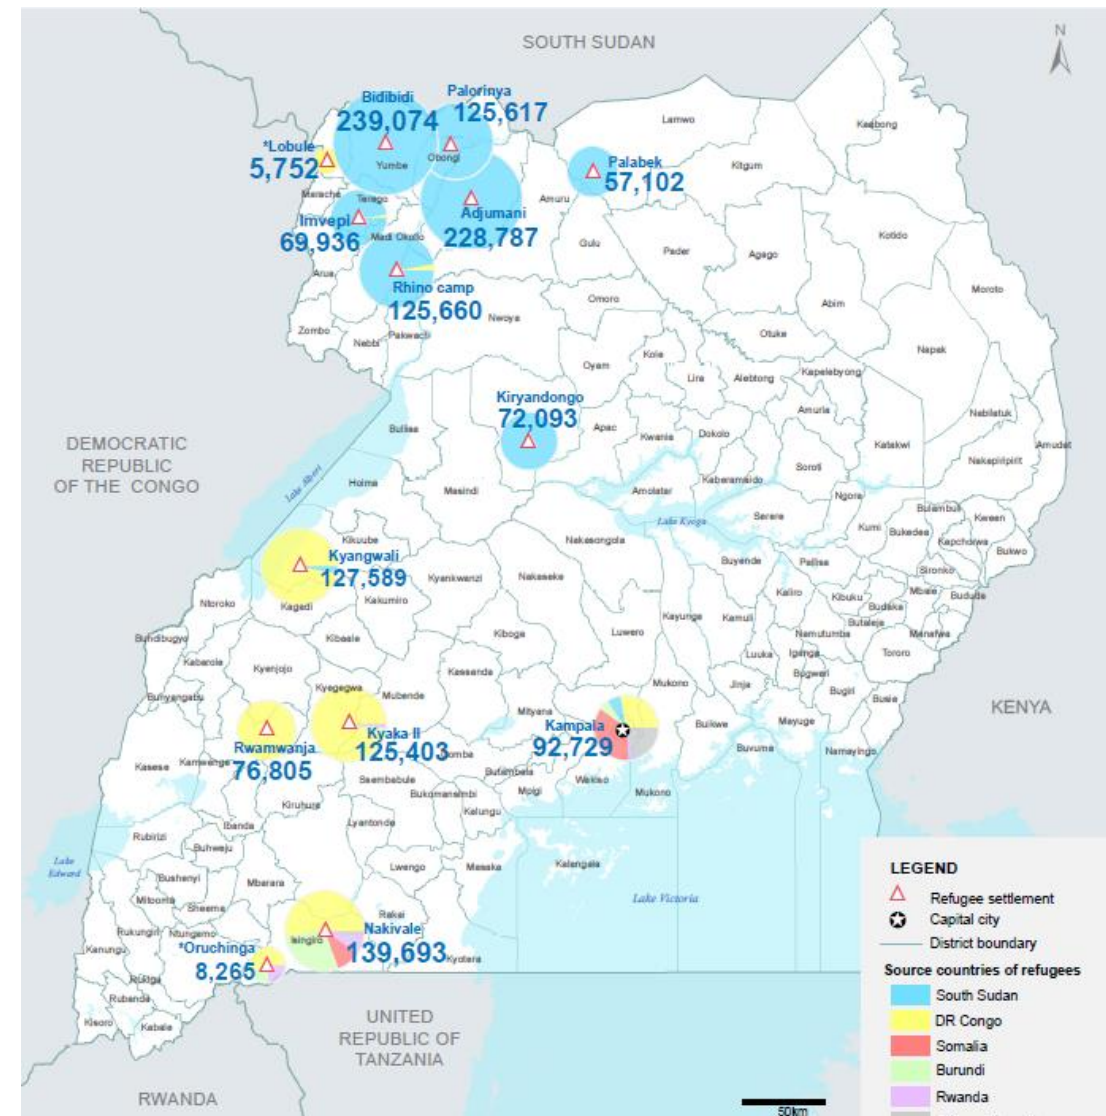 SOUTH SUDAN
N
Palorinya
125,617
Bidibidi
239,074
Lamwo
Kaabong
*Lobule
5,752
Yumbe
Obongi
Palabek
57,102
Kitgum
Maracha
Terego
Adjumani
228,787
Amuru
Imvepi
69,936
Madi Okollo
Gulu
Pader
Agago
Kotido
Arua
Rhino camp
125,660
Moroto
Omoro
Abim
Zombo
Nebbi
Pakwach
Nwoya
Otuke
Napak
Kole
Oyam
Lira
Alebtong
Kapelebyong
Kiryandongo
72,093
Amuria
Nabilatuk
Buliisa
Apac
Kwania
Dokolo
Katakwi
Amudat
Nakapiripirit
DEMOCRATIC
REPUBLIC
OF THE CONGO
Lake Albert
Hoima
Masindi
Amolatar
Kaberamaido
Soroti
Ngora
Lake Kyoga
Serere
Kumi
Bukedea
Bulambuli
Kween
Kapchorwa
Bukwo
Kikuube
Nakasongola
Kyangwali
127,589
Kyankwanzi
Nakaseke
Buyende
Pallisa
Sironko
Ntoroko
Kagadi
Kakumiro
Kaliro
Kibuku
Mbale
Bududa
Budaka
Butaleja
Kayunga
Kamuli
Bundibugyo
Kibaale
Kiboga
Luwero
Namutumba
Manafwa
Kabarole
Kyenjojo
Kassanda
Luuka
Iganga
Tororo
Bugweri
Kyegegwa
Mubende
Mukono
Jinja
Bugiri
Busia
Bunyangabu
Mityana
Kampala
92,729
Buikwe
Mayuge
KENYA
Rwamwanja
76,805
Kyaka II
125,403
Buvuma
Namayingo
Kasese
Kamwenge
Gomba
Butambala
Wakiso
Ssembabule
Bukomansimbi
Mpigi
Mukono
Kalungu
Kiruhura
Ibanda
Lyantonde
Rubirizi
Buhweju
Lake
Edward
Bushenyi
Mbarara
Lwengo
Masaka
Kalangala
Lake Victoria
Mitooma
Sheema
Rakai
Nakivale
139,693
Isingiro
Kyotera
Rukungiri
Ntungamo
Kanungu
*Oruchinga
8,265
Rukiga
Rubanda
Kisoro
Kabale
UNITED
REPUBLIC OF
TANZANIA
RWANDA
50km
LEGEND
Refugee settlement
Capital city
District boundary
Source countries of refugees
South Sudan
DR Congo
Somalia
Burundi
Rwanda